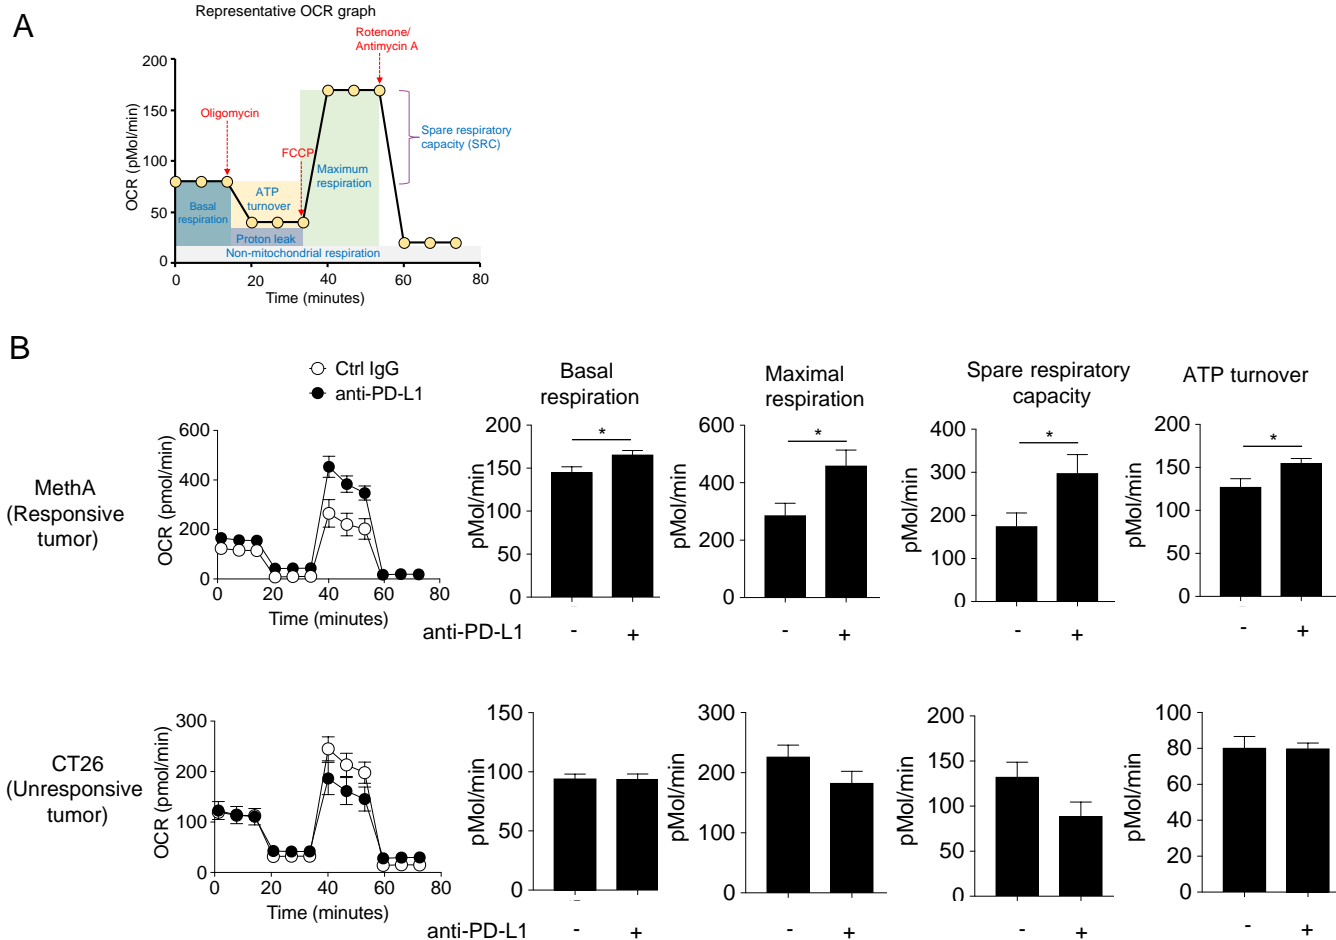 A
Representative OCR graph
Rotenone/
Antimycin A
Oligomycin
FCCP
Spare respiratory
capacity (SRC)
Maximum
respiration
ATP
turnover
Basal
respiration
Proton leak
Non-mitochondrial respiration
OCR (pMol/min)
200
150
100
50
0
0 20 40 60 80
Time (minutes)
B
Ctrl IgG
anti-PD-L1
MethA
(Responsive
tumor)
OCR (pmol/min)
600
400
200
0
0 20 40 60 80
Time (minutes)
Basal
respiration
pMol/min
200
150
100
50
0
*
Maximal
respiration
pMol/min
600
400
200
0
*
Spare respiratory
capacity
pMol/min
400
300
200
100
0
*
ATP turnover
pMol/min
200
150
100
50
0
*
anti-PD-L1 - + - + - + - +
CT26
(Unresponsive
tumor)
OCR (pmol/min)
300
200
100
0
0 20 40 60 80
Time (minutes)
pMol/min
150
100
50
0
pMol/min
300
200
100
0
pMol/min
200
150
100
50
0
pMol/min
100
80
60
40
20
0
anti-PD-L1 - + - + - + - +